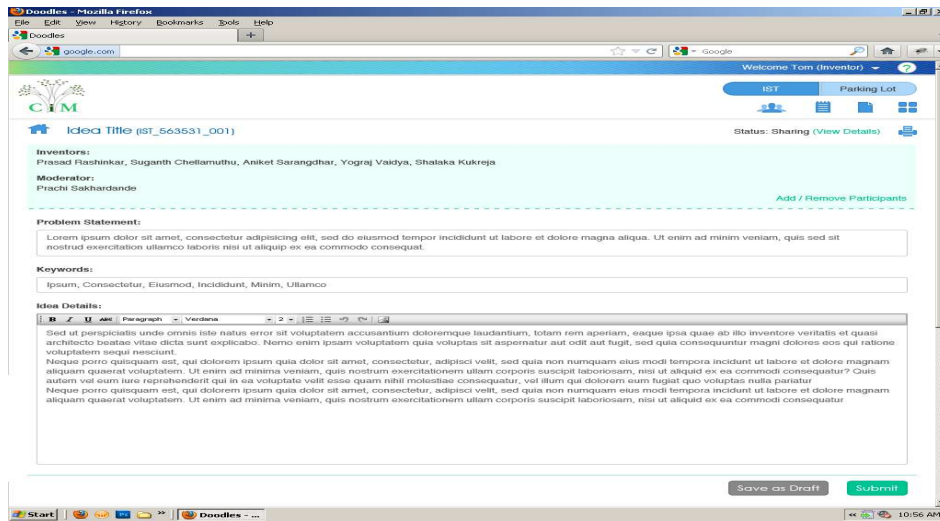 Doodles - Mozilla Firefox
File Edit View History Bookmarks Tools Help
Doodles
google.com
Google
Welcome Tom (Inventor)
?
CiM
IST Parking Lot
Idea Title (IST_563531_001)
Status: Sharing (View Details)
Inventors:
Prasad Rashinkar, Suganth Chellamuthu, Aniket Sarangdhar, Yograj Vaidya, Shalaka Kukreja
Moderator:
Prachi Sakhardande
Add / Remove Participants
Problem Statement:
Lorem ipsum dolor sit amet, consectetur adipisicing elit, sed do eiusmod tempor incididunt ut labore et dolore magna aliqua. Ut enim ad minim veniam, quis sed sit
nostrud exercitation ullamco laboris nisi ut aliquip ex ea commodo consequat.
Keywords:
Ipsum, Consectetur, Eiusmod, Incididunt, Minim, Ullamco
Idea Details:
B I U ABC Paragraph Verdana 2
Sed ut perspiciatis unde omnis iste natus error sit voluptatem accusantium doloremque laudantium, totam rem aperiam, eaque ipsa quae ab illo inventore veritatis et quasi
architecto beatae vitae dicta sunt explicabo. Nemo enim ipsam voluptatem quia voluptas sit aspernatur aut odit aut fugit, sed quia consequuntur magni dolores eos qui ratione
voluptatem sequi nesciunt.
Neque porro quisquam est, qui dolorem ipsum quia dolor sit amet, consectetur, adipisci velit, sed quia non numquam eius modi tempora incidunt ut labore et dolore magnam
aliquam quaerat voluptatem. Ut enim ad minima veniam, quis nostrum exercitationem ullam corporis suscipit laboriosam, nisi ut aliquid ex ea commodi consequatur? Quis
autem vel eum iure reprehenderit qui in ea voluptate velit esse quam nihil molestiae consequatur, vel illum qui dolorem eum fugiat quo voluptas nulla pariatur
Neque porro quisquam est, qui dolorem ipsum quia dolor sit amet, consectetur, adipisci velit, sed quia non numquam eius modi tempora incidunt ut labore et dolore magnam
aliquam quaerat voluptatem. Ut enim ad minima veniam, quis nostrum exercitationem ullam corporis suscipit laboriosam, nisi ut aliquid ex ea commodi consequatur
Save as Draft Submit
Start Doodles - ... 10:56 AM